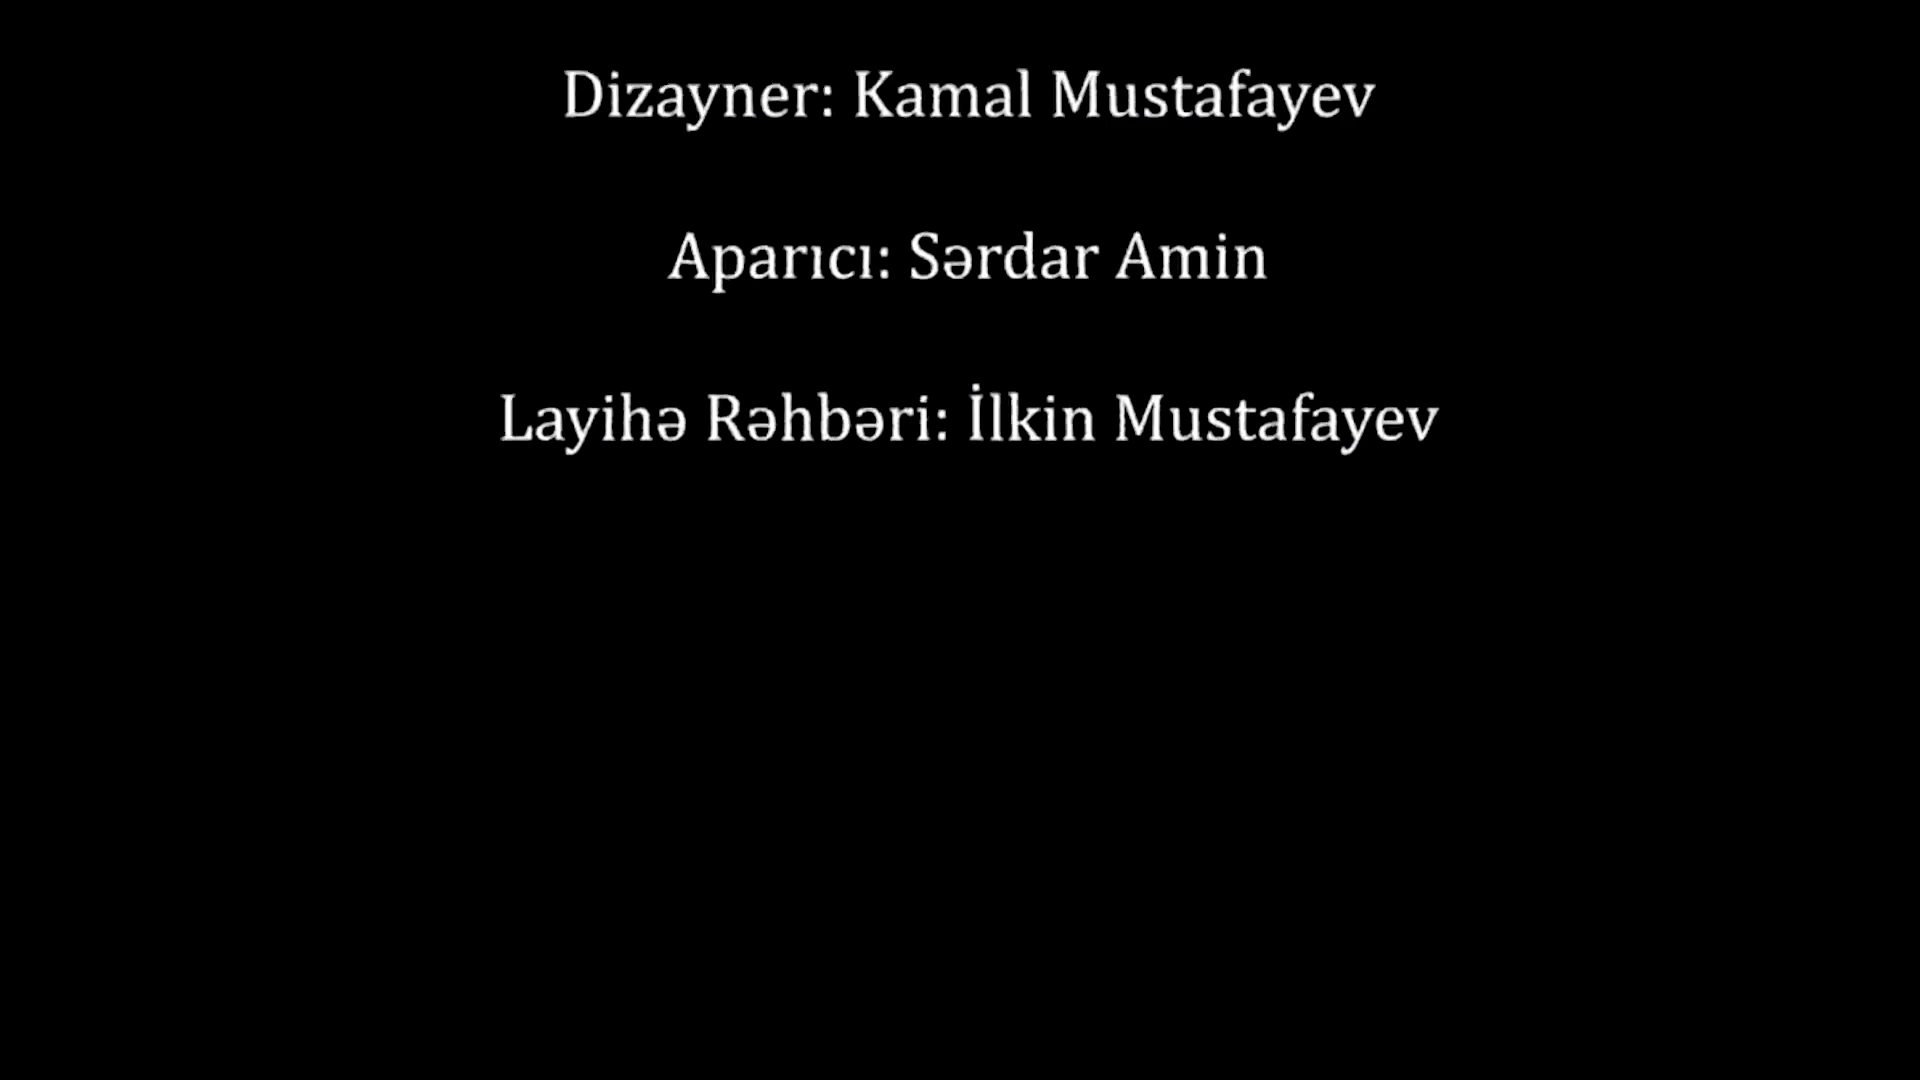 Dizayner: Kamal Mustafayev
Aparıcı: Sərdar Amin
Layihə Rəhbəri: İlkin Mustafayev